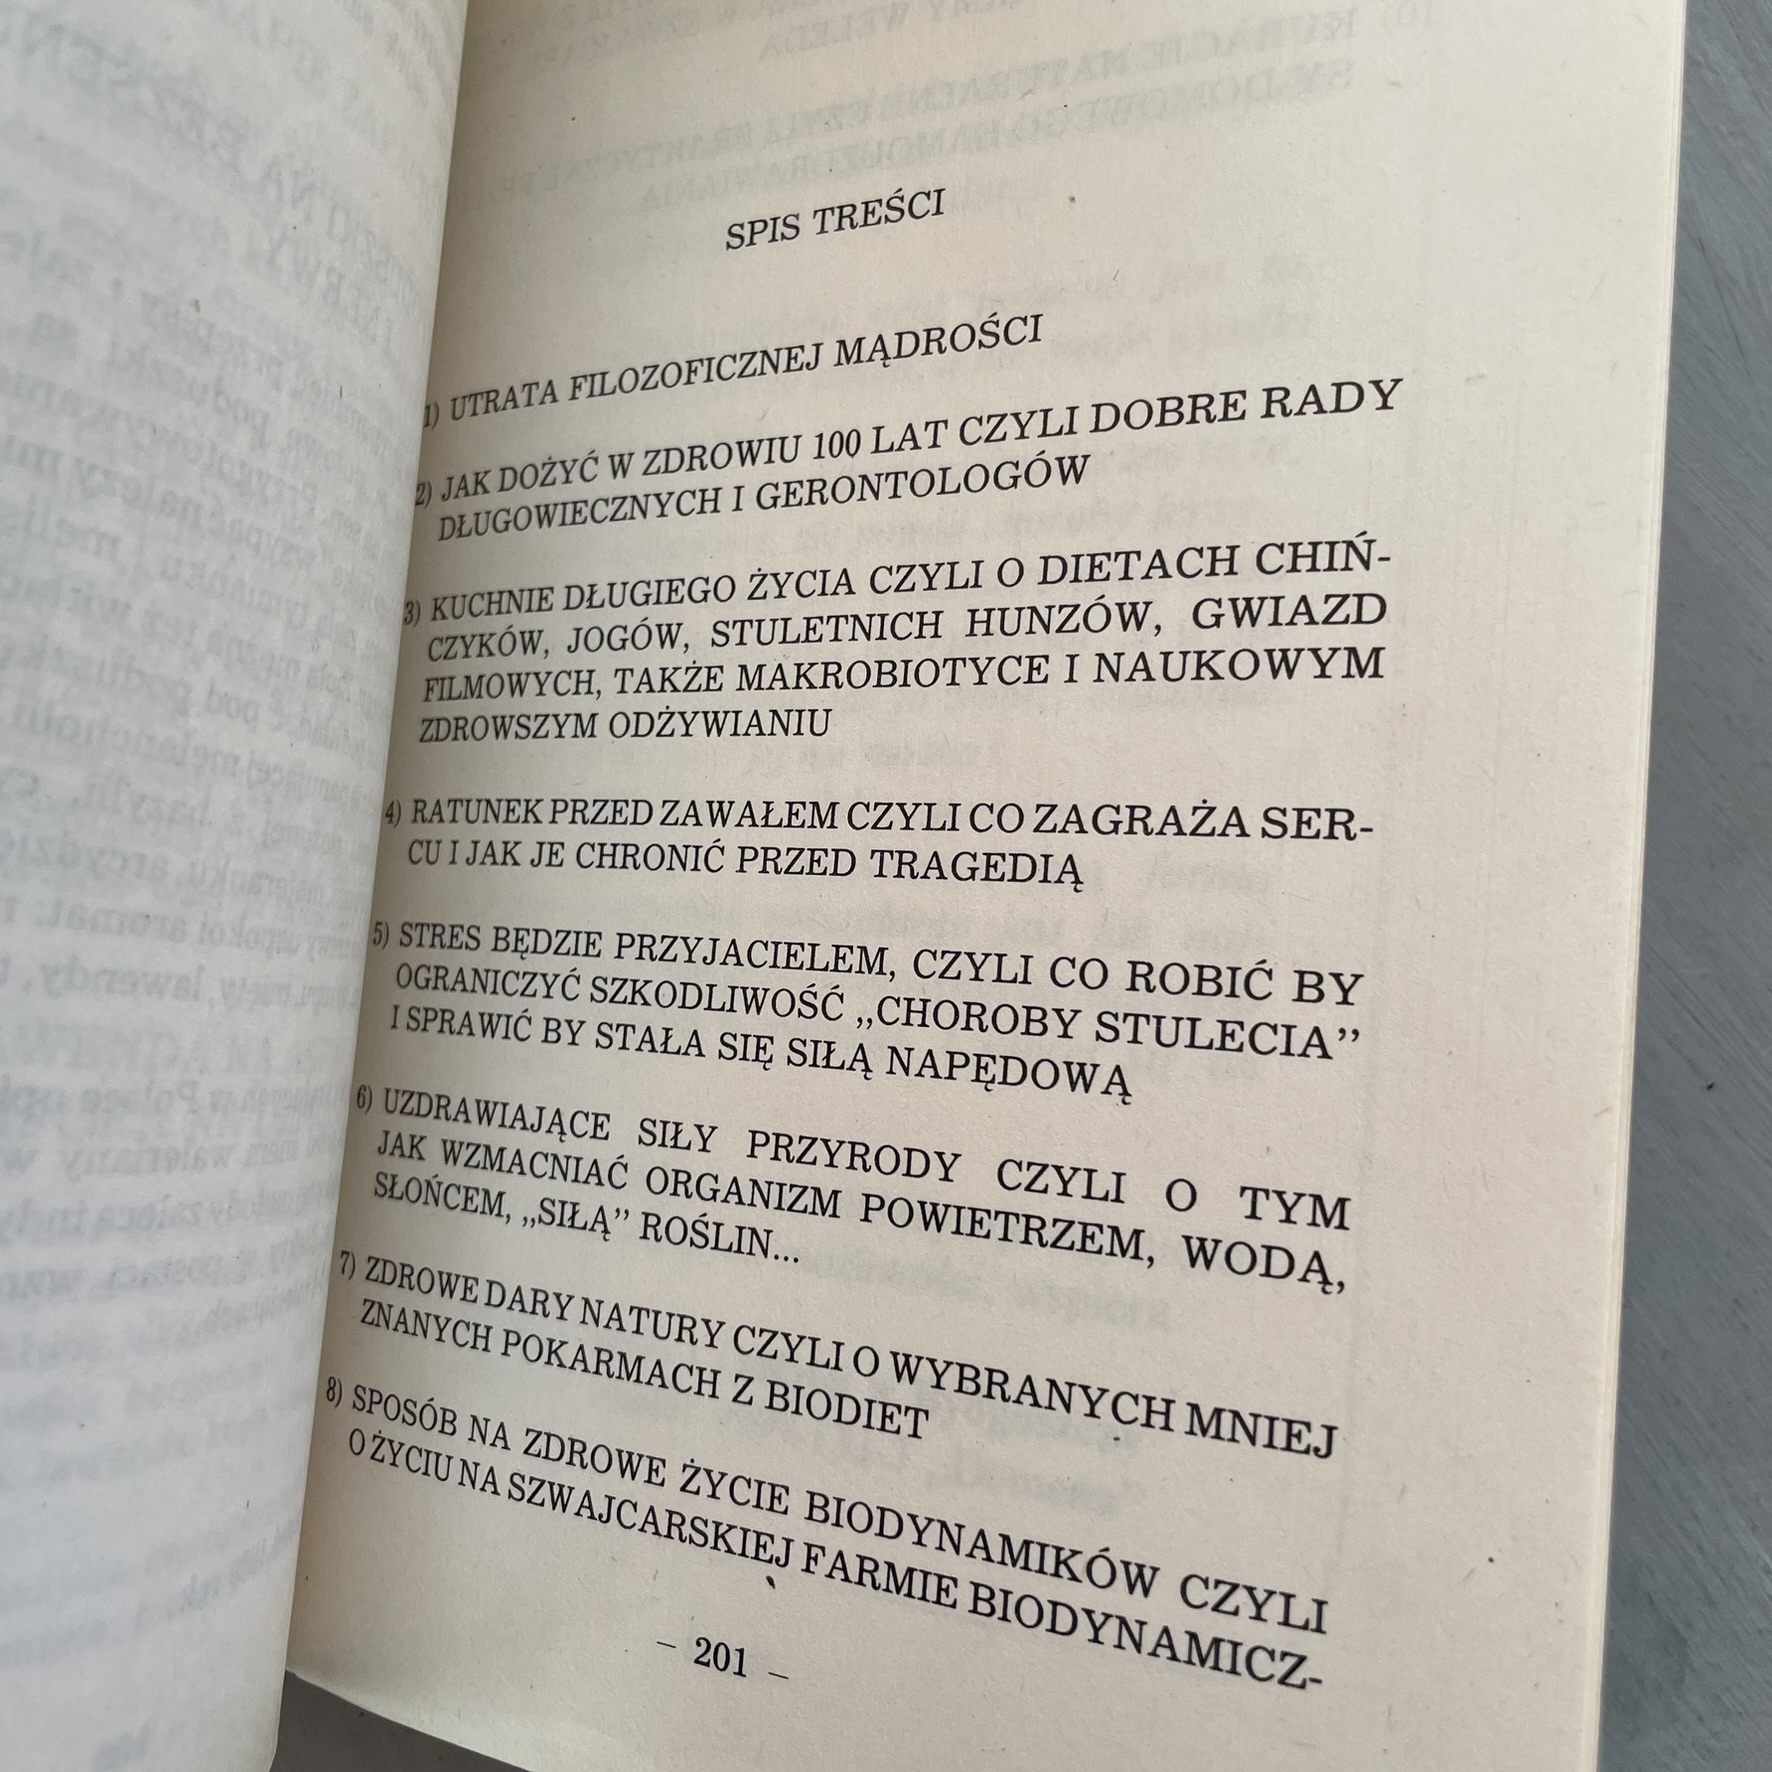 SPIS TREŚCI
1) UTRATA FILOZOFICZNEJ MĄDROŚCI
2) JAK DOŻYĆ W ZDROWIU 100 LAT CZYLI DOBRE RADY
DŁUGOWIECZNYCH I GERONTOLOGÓW
3) KUCHNIE DŁUGIEGO ŻYCIA CZYLI O DIETACH CHIŃ-
CZYKÓW, JOGÓW, STULETNICH HUNZÓW, GWIAZD
FILMOWYCH, TAKŻE MAKROBIOTYCE I NAUKOWYM
ZDROWSZYM ODŻYWIANIU
4) RATUNEK PRZED ZAWAŁEM CZYLI CO ZAGRAŻA SER-
CU I JAK JE CHRONIĆ PRZED TRAGEDIĄ
5) STRES BĘDZIE PRZYJACIELEM, CZYLI CO ROBIĆ BY
OGRANICZYĆ SZKODLIWOŚĆ „CHOROBY STULECIA”
I SPRAWIĆ BY STAŁA SIĘ SIŁĄ NAPĘDOWĄ
6) UZDRAWIAJĄCE SIŁY PRZYRODY CZYLI O TYM
JAK WZMACNIAĆ ORGANIZM POWIETRZEM, WODĄ,
SŁOŃCEM, „SIŁĄ” ROŚLIN...
7) ZDROWE DARY NATURY CZYLI O WYBRANYCH MNIEJ
ZNANYCH POKARMACH Z BIODIET
8) SPOSÓB NA ZDROWE ŻYCIE BIODYNAMIKÓW CZYLI
O ŻYCIU NA SZWAJCARSKIEJ FARMIE BIODYNAMICZ-
– 201 –